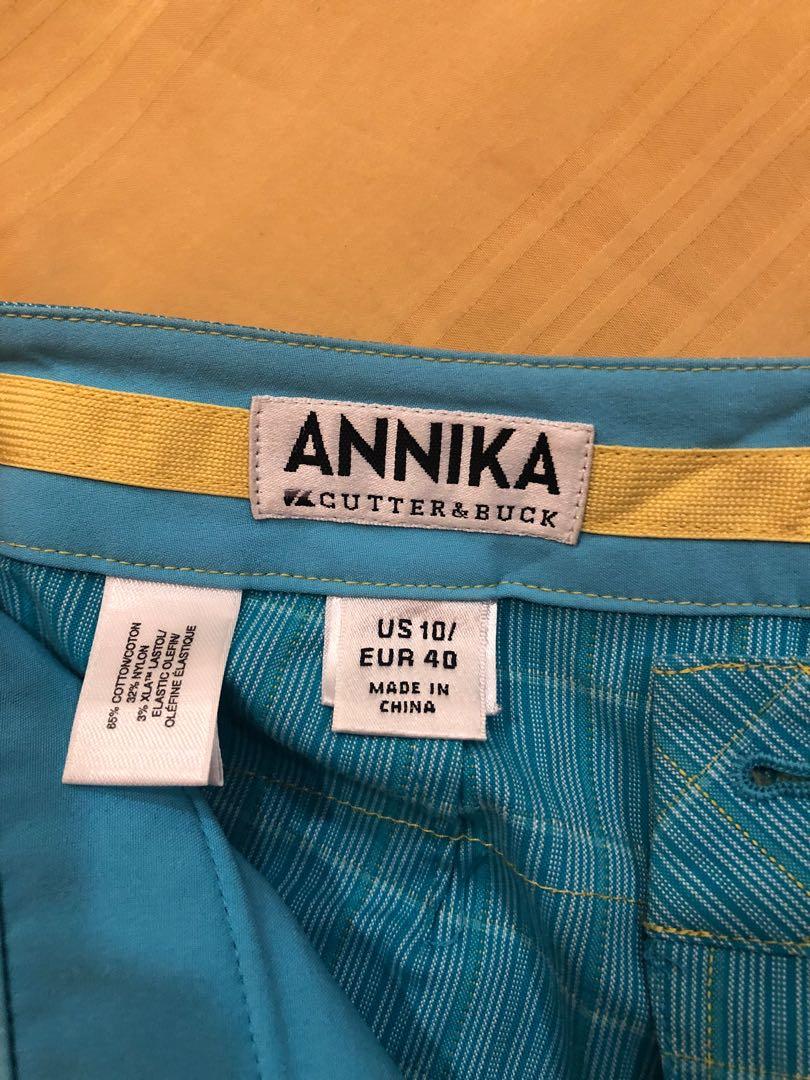 ANNIKA
CUTTER&BUCK
US 10/
EUR 40
MADE IN
CHINA
65% COTTON/COTON
32% NYLON
3% XLA™ LASTOL/
ELASTIC OLEFIN/
OLÉFINE ÉLASTIQUE